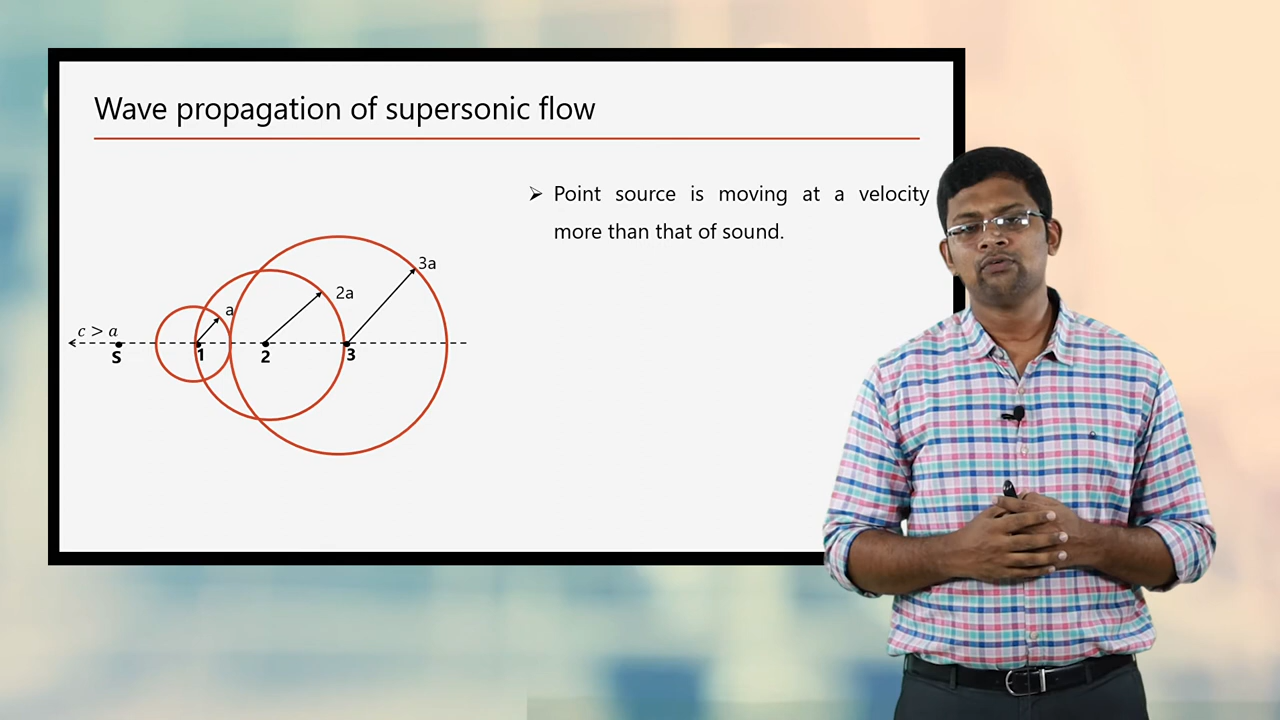 Wave propagation of supersonic flow
➢ Point source is moving at a velocity
more than that of sound.
3a
2a
a
c > a
S
1
2
3